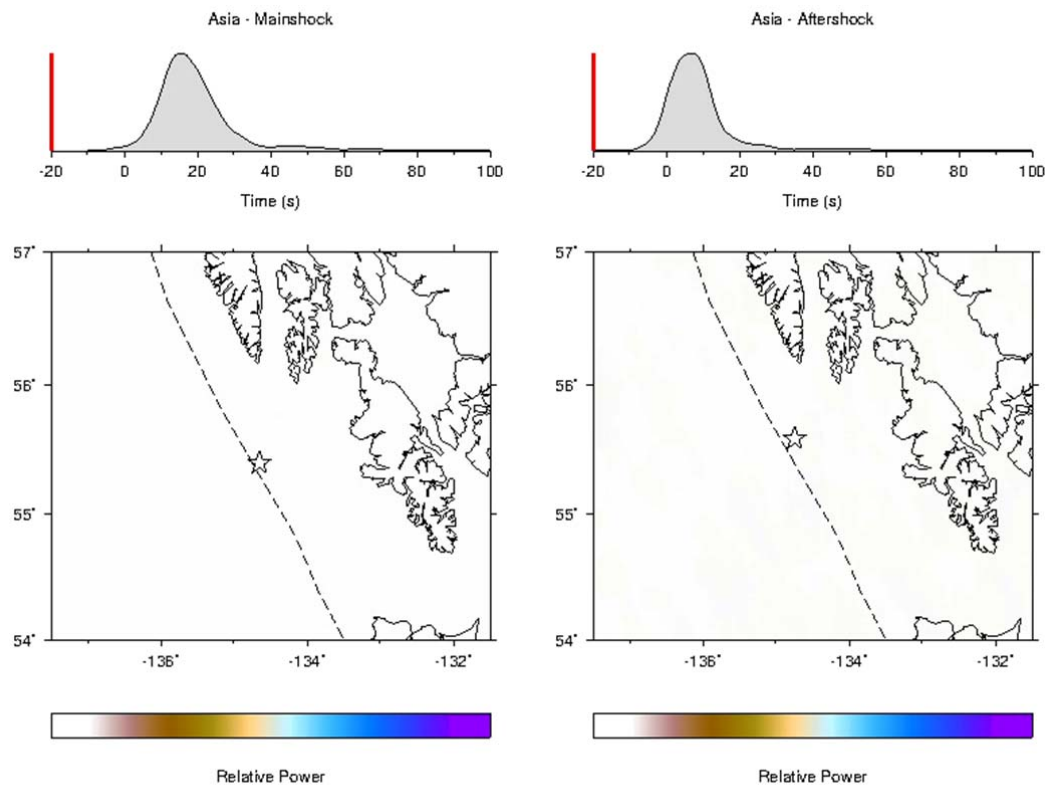 Asia - Mainshock
-20 0 20 40 60 80 100
Time (s)
57°
56°
55°
54°
-136° -134° -132°
Relative Power
Asia - Aftershock
-20 0 20 40 60 80 100
Time (s)
57°
56°
55°
54°
-136° -134° -132°
Relative Power